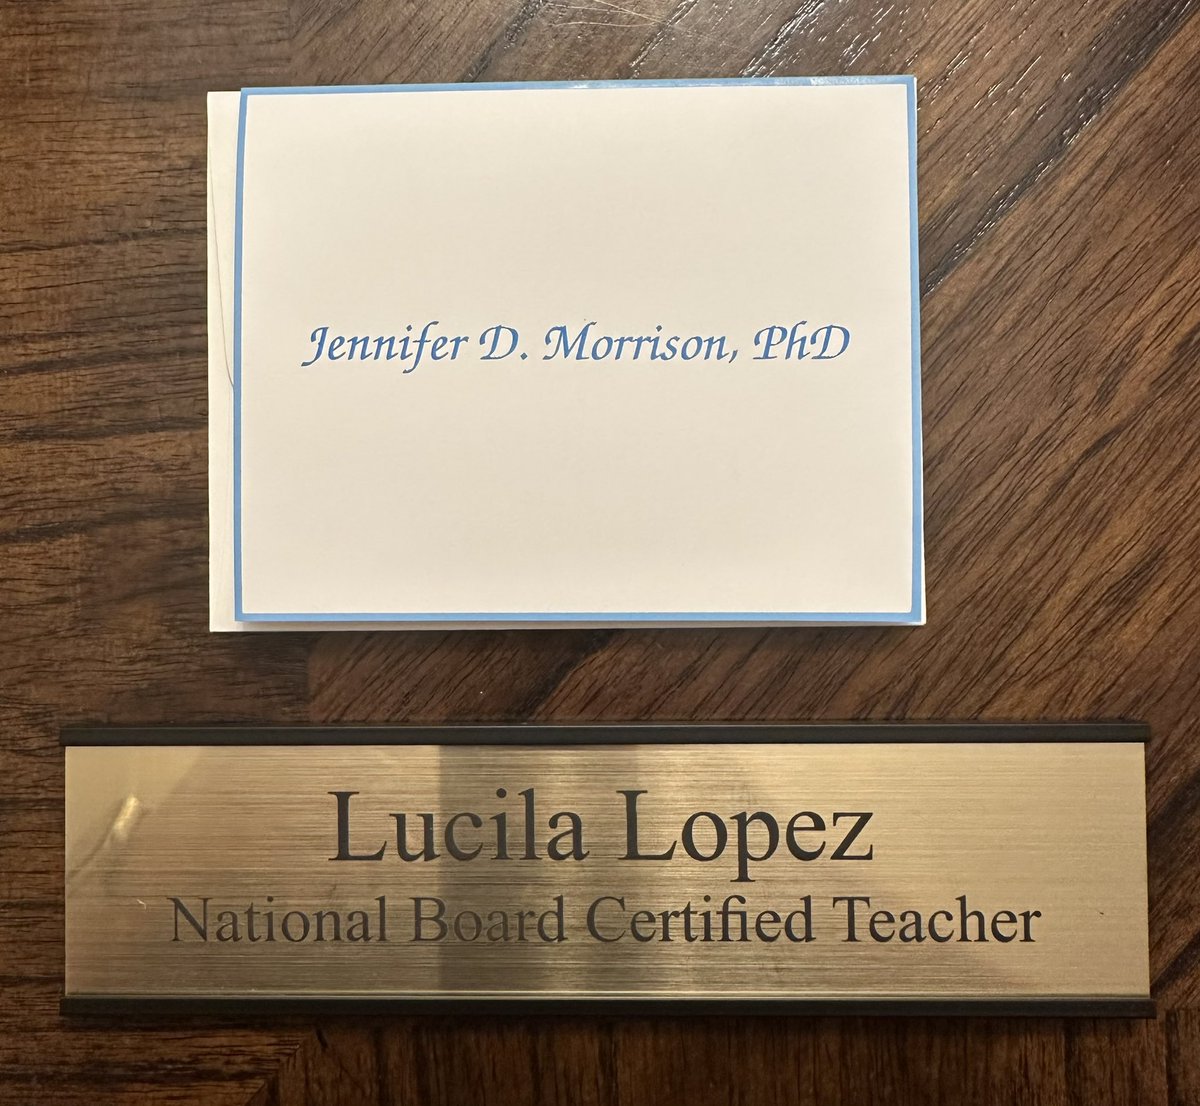 Jennifer D. Morrison, PhD
Lucila Lopez
National Board Certified Teacher